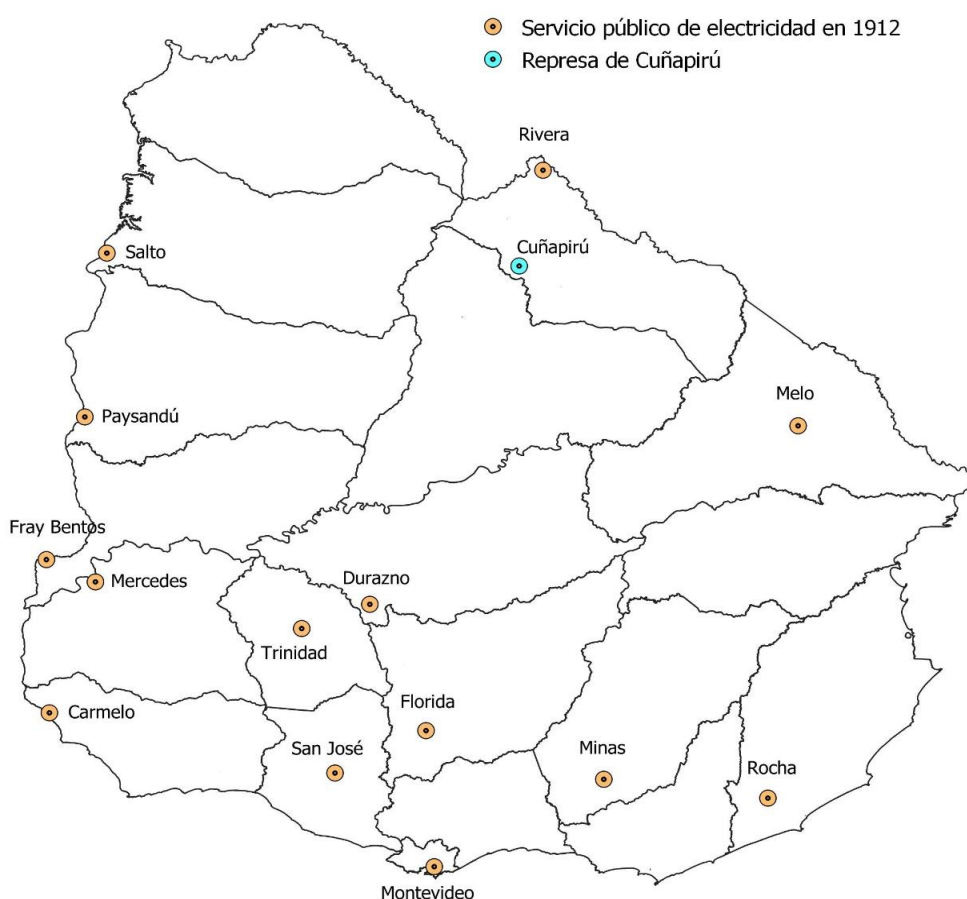 Servicio público de electricidad en 1912
Represa de Cuñapirú
Rivera
Cuñapirú
Salto
Melo
Paysandú
Fray Bentos
Mercedes
Durazno
Trinidad
Carmelo
Florida
San José
Minas
Rocha
Montevideo